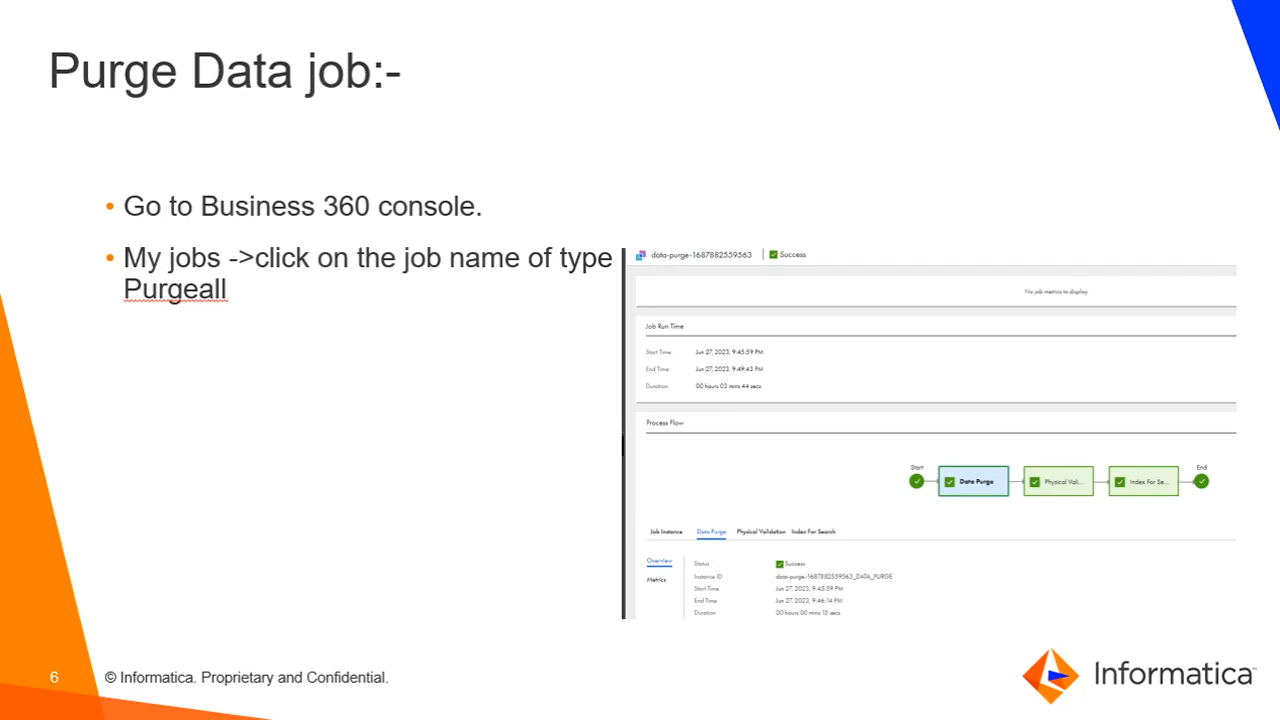 Purge Data job:-
• Go to Business 360 console.
• My jobs ->click on the job name of type
Purgeall
data-purge-1687882559563 | Success
No job metrics to display
Job Run Time
Start Time: Jun 27, 2023, 9:45:59 PM
End Time: Jun 27, 2023, 9:49:43 PM
Duration: 00 hours 03 mins 44 secs
Process Flow
Start End
Data Purge Physical Vali... Index For Se...
Job Instance Data Purge Physical Validation Index For Search
Overview Status Success
Metrics Instance ID data-purge-1687882559563_DATA_PURGE
Start Time Jun 27, 2023, 9:45:59 PM
End Time Jun 27, 2023, 9:46:14 PM
Duration 00 hours 00 mins 15 secs
6 © Informatica. Proprietary and Confidential.
Informatica